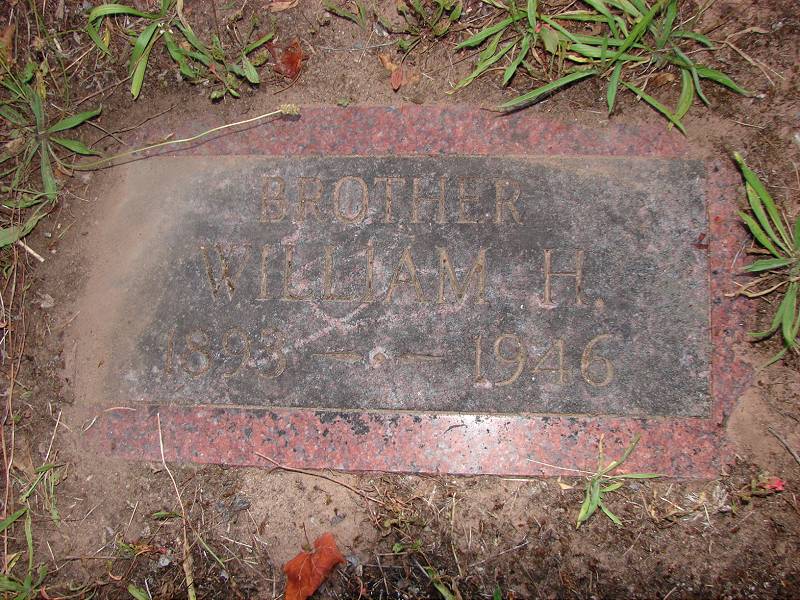 BROTHER
WILLIAM H.
1893 — 1946